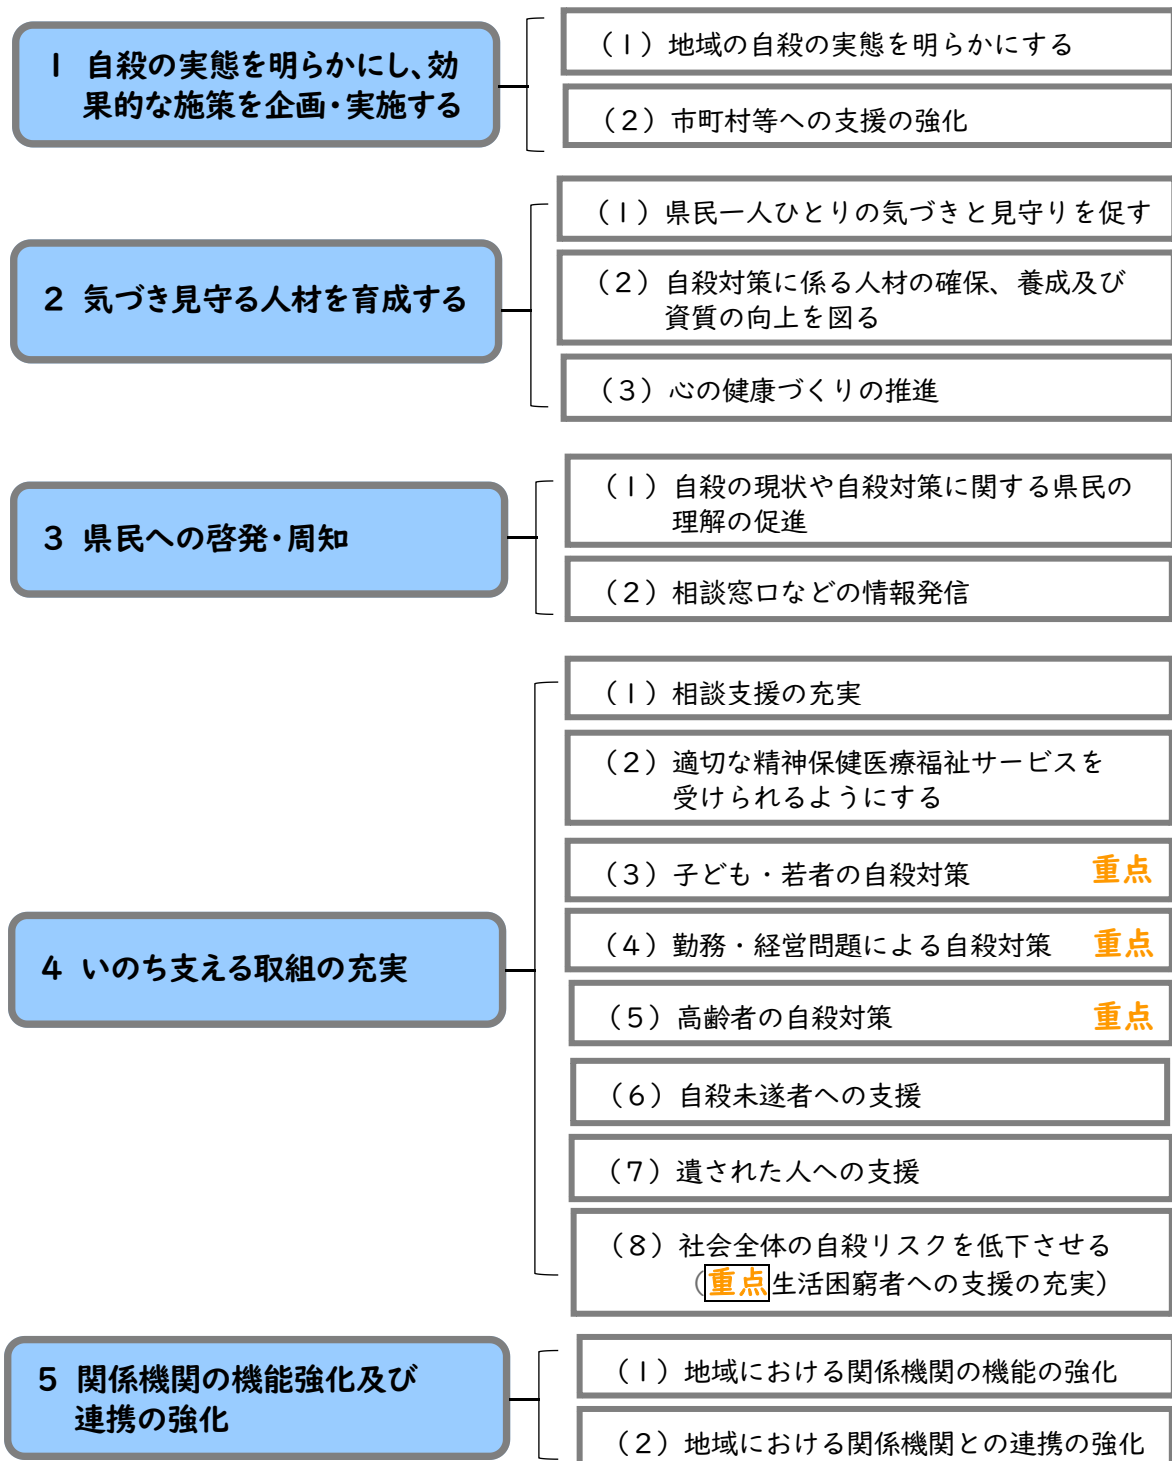 1 自殺の実態を明らかにし、効
果的な施策を企画・実施する
（1）地域の自殺の実態を明らかにする
（2）市町村等への支援の強化
2 気づき見守る人材を育成する
（1）県民一人ひとりの気づきと見守りを促す
（2）自殺対策に係る人材の確保、養成及び
資質の向上を図る
（3）心の健康づくりの推進
3 県民への啓発・周知
（1）自殺の現状や自殺対策に関する県民の
理解の促進
（2）相談窓口などの情報発信
4 いのち支える取組の充実
（1）相談支援の充実
（2）適切な精神保健医療福祉サービスを
受けられるようにする
（3）子ども・若者の自殺対策 重点
（4）勤務・経営問題による自殺対策 重点
（5）高齢者の自殺対策 重点
（6）自殺未遂者への支援
（7）遺された人への支援
（8）社会全体の自殺リスクを低下させる
（重点生活困窮者への支援の充実）
5 関係機関の機能強化及び
連携の強化
（1）地域における関係機関の機能の強化
（2）地域における関係機関との連携の強化